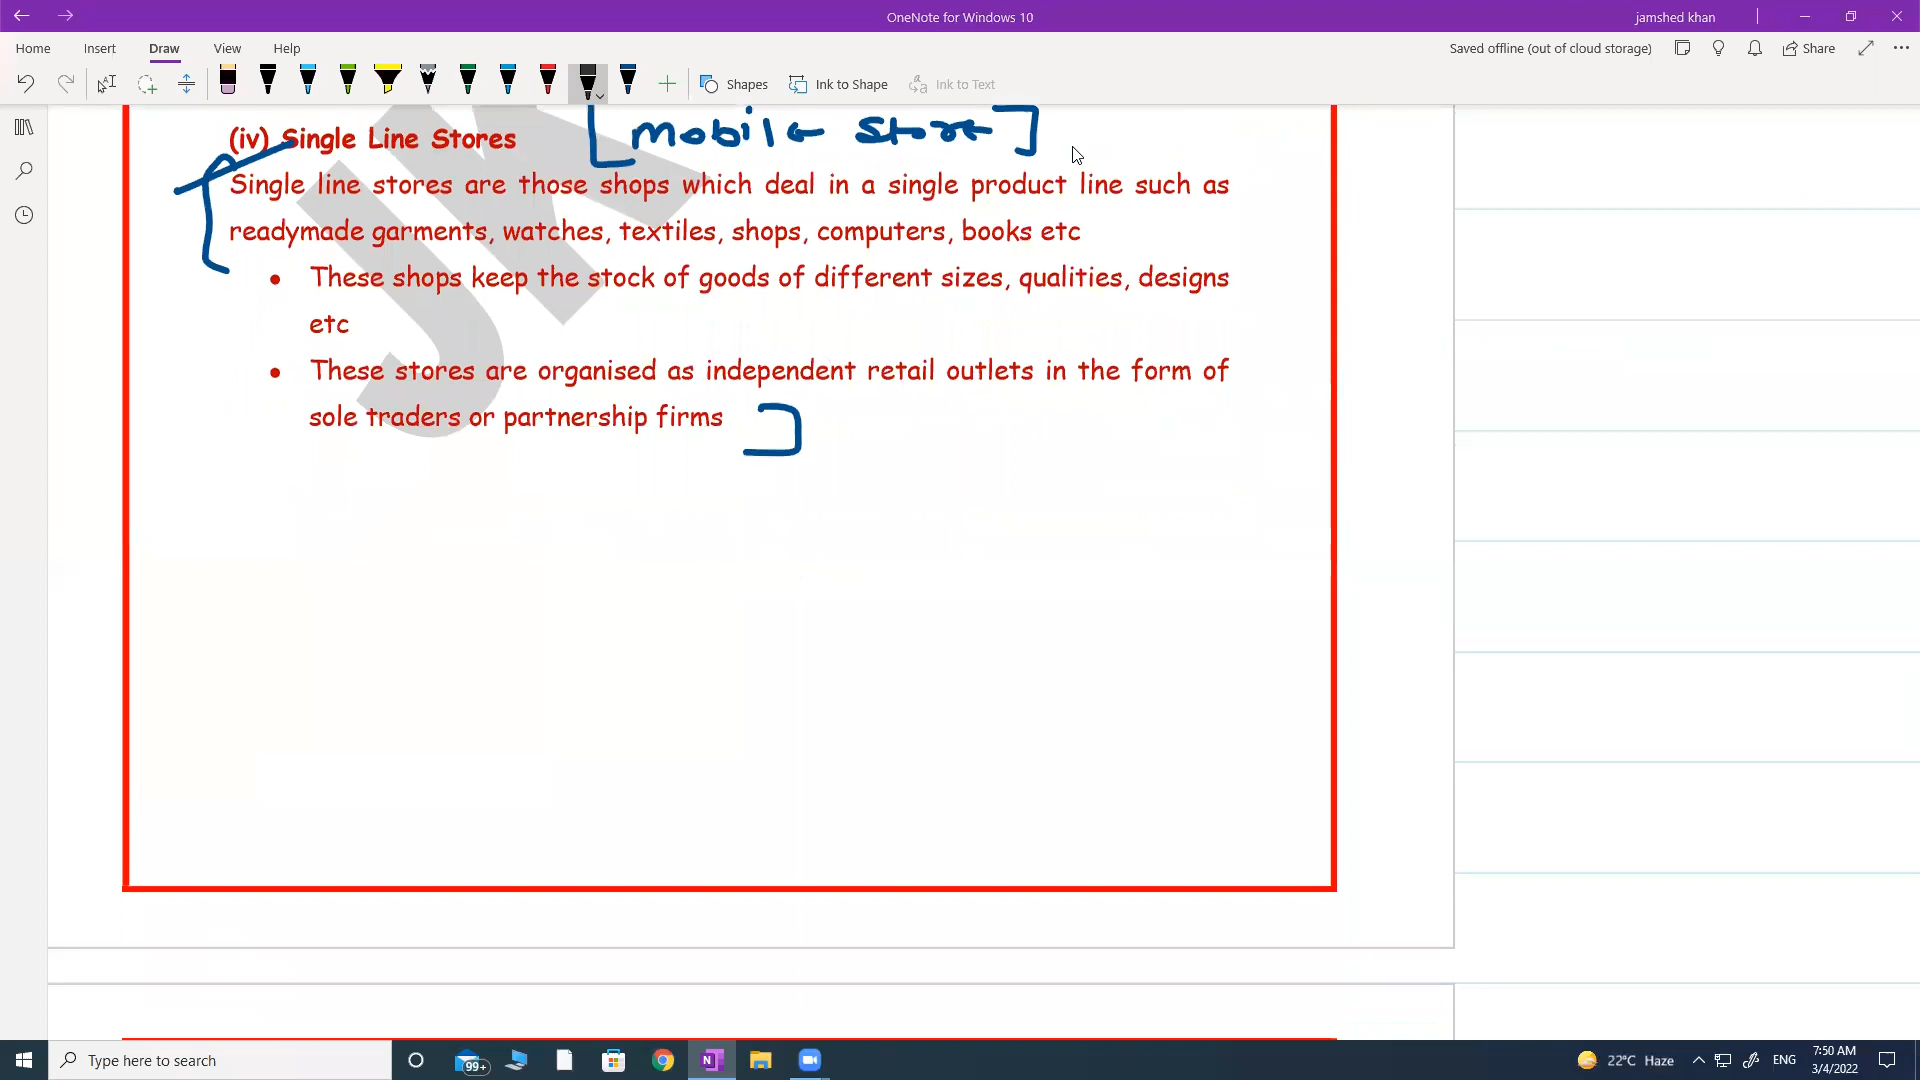 OneNote for Windows 10
jamshed khan
Home Insert Draw View Help
Saved offline (out of cloud storage)
Share
Shapes
Ink to Shape
Ink to Text
(iv) Single Line Stores
[mobile store]
Single line stores are those shops which deal in a single product line such as
readymade garments, watches, textiles, shops, computers, books etc
• These shops keep the stock of goods of different sizes, qualities, designs
etc
• These stores are organised as independent retail outlets in the form of
sole traders or partnership firms
JK
Type here to search
99+
N
22°C Haze
ENG
7:50 AM
3/4/2022